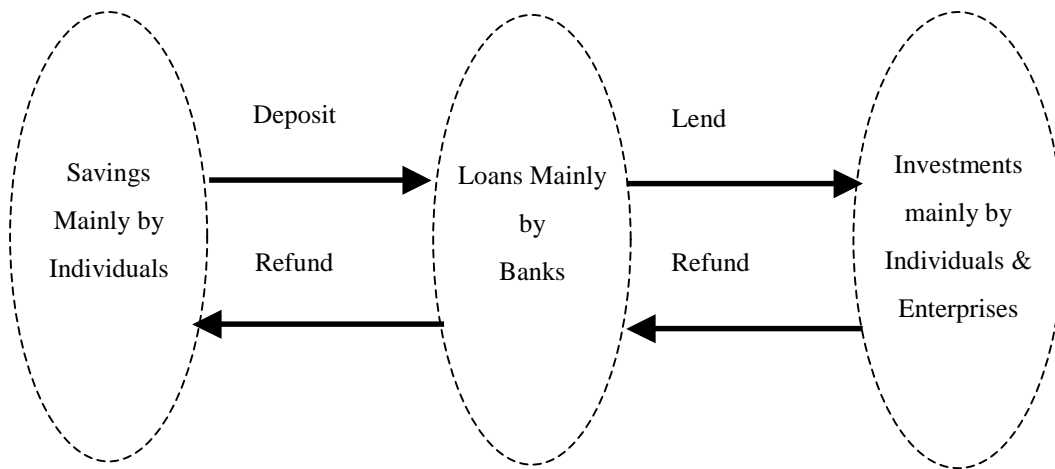 Savings
Mainly by
Individuals
Deposit
Refund
Loans Mainly
by
Banks
Lend
Refund
Investments
mainly by
Individuals &
Enterprises